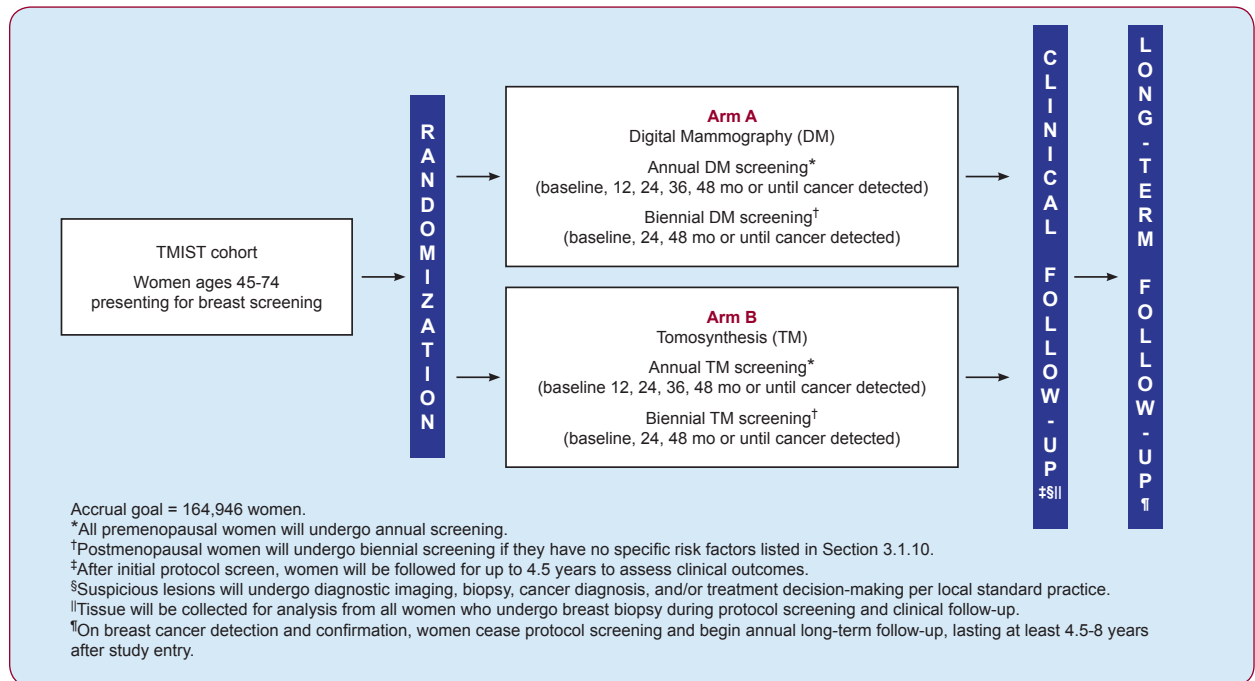 TMIST cohort
Women ages 45-74
presenting for breast screening
RANDOMIZATION
Arm A
Digital Mammography (DM)
Annual DM screening*
(baseline, 12, 24, 36, 48 mo or until cancer detected)
Biennial DM screening†
(baseline, 24, 48 mo or until cancer detected)
Arm B
Tomosynthesis (TM)
Annual TM screening*
(baseline 12, 24, 36, 48 mo or until cancer detected)
Biennial TM screening†
(baseline, 24, 48 mo or until cancer detected)
CLINICAL FOLLOW-UP‡§||
LONG-TERM FOLLOW-UP¶
Accrual goal = 164,946 women.
*All premenopausal women will undergo annual screening.
†Postmenopausal women will undergo biennial screening if they have no specific risk factors listed in Section 3.1.10.
‡After initial protocol screen, women will be followed for up to 4.5 years to assess clinical outcomes.
§Suspicious lesions will undergo diagnostic imaging, biopsy, cancer diagnosis, and/or treatment decision-making per local standard practice.
||Tissue will be collected for analysis from all women who undergo breast biopsy during protocol screening and clinical follow-up.
¶On breast cancer detection and confirmation, women cease protocol screening and begin annual long-term follow-up, lasting at least 4.5-8 years
after study entry.